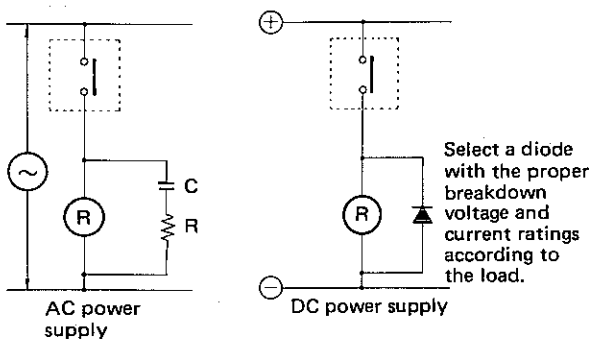 C
R
R
AC power
supply
R
Select a diode
with the proper
breakdown
voltage and
current ratings
according to
the load.
DC power supply